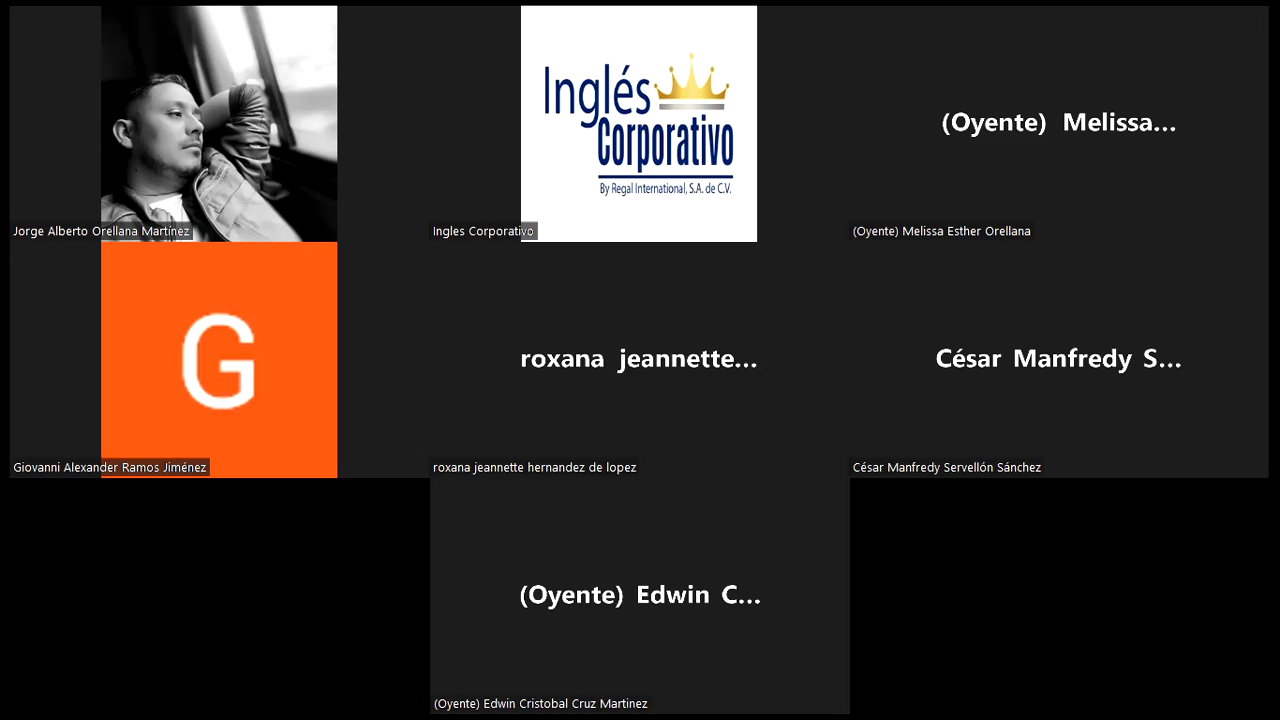 Inglés
Corporativo
By Regal International, S.A. de C.V.
(Oyente) Melissa...
Jorge Alberto Orellana Martínez
Ingles Corporativo
(Oyente) Melissa Esther Orellana
G
roxana jeannette...
César Manfredy S...
Giovanni Alexander Ramos Jiménez
roxana jeannette hernandez de lopez
César Manfredy Servellón Sánchez
(Oyente) Edwin C...
(Oyente) Edwin Cristobal Cruz Martinez